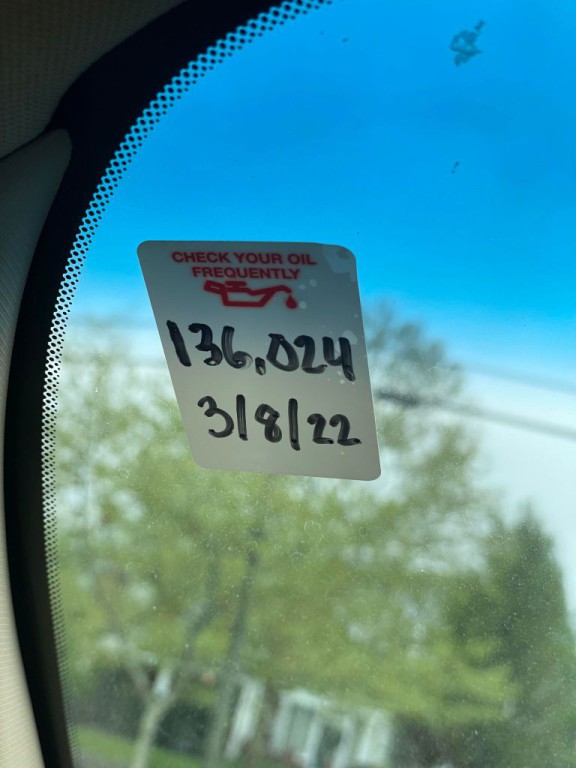 CHECK YOUR OIL
FREQUENTLY
136,024
3/8/22